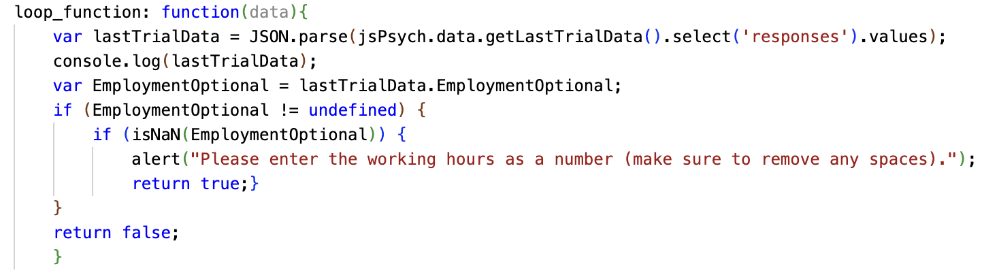 loop_function: function(data){
    var lastTrialData = JSON.parse(jsPsych.data.getLastTrialData().select('responses').values);
    console.log(lastTrialData);
    var EmploymentOptional = lastTrialData.EmploymentOptional;
    if (EmploymentOptional != undefined) {
        if (isNaN(EmploymentOptional)) {
            alert("Please enter the working hours as a number (make sure to remove any spaces).");
            return true;}
    }
    return false;
    }